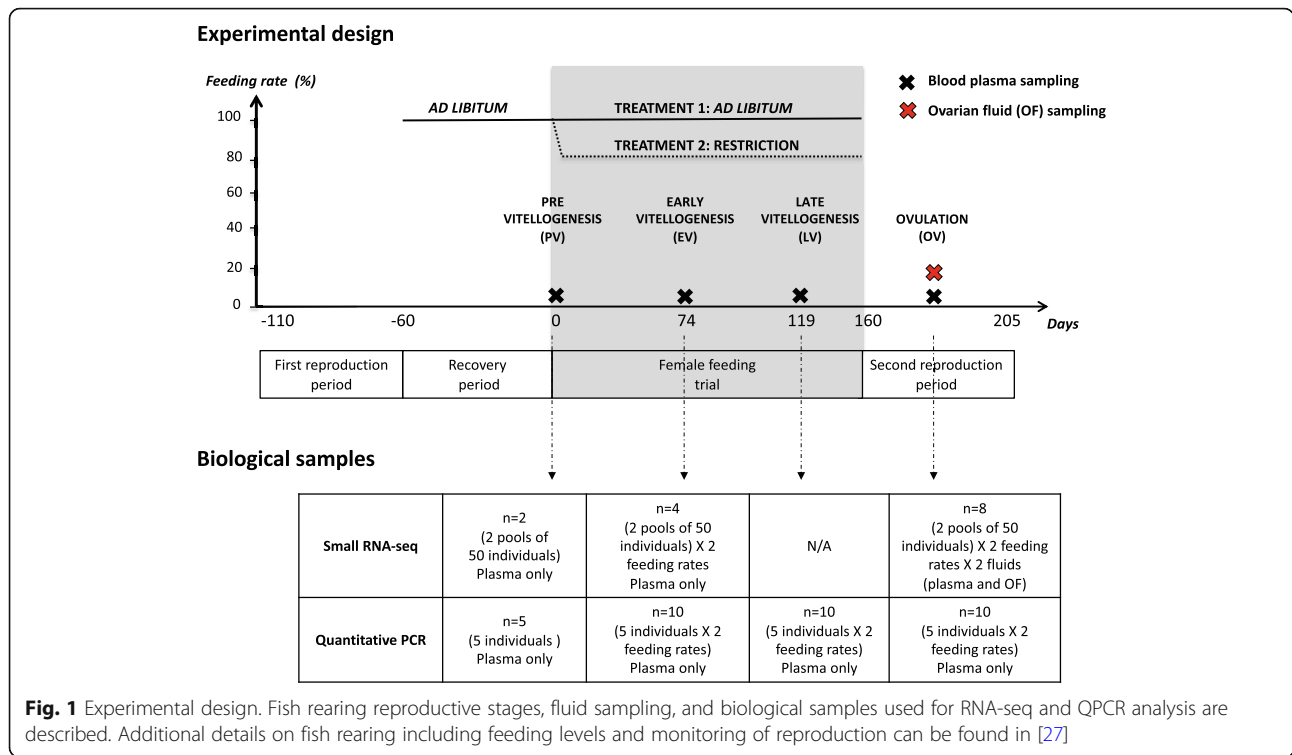 Experimental design
Feeding rate (%)
Blood plasma sampling
Ovarian fluid (OF) sampling
AD LIBITUM
TREATMENT 1: AD LIBITUM
TREATMENT 2: RESTRICTION
100
80
60
40
20
0
PRE
VITELLOGENESIS
(PV)
EARLY
VITELLOGENESIS
(EV)
LATE
VITELLOGENESIS
(LV)
OVULATION
(OV)
-110 -60 0 74 119 160 205 Days
First reproduction
period
Recovery
period
Female feeding
trial
Second reproduction
period
Biological samples
Small RNA-seq
n=2
(2 pools of
50 individuals)
Plasma only
n=4
(2 pools of 50
individuals) X 2
feeding rates
Plasma only
N/A
n=8
(2 pools of 50
individuals) X 2 feeding
rates X 2 fluids
(plasma and OF)
Quantitative PCR
n=5
(5 individuals )
Plasma only
n=10
(5 individuals X 2
feeding rates)
Plasma only
n=10
(5 individuals X 2
feeding rates)
Plasma only
n=10
(5 individuals X 2
feeding rates)
Plasma only
Fig. 1 Experimental design. Fish rearing reproductive stages, fluid sampling, and biological samples used for RNA-seq and QPCR analysis are
described. Additional details on fish rearing including feeding levels and monitoring of reproduction can be found in [27]